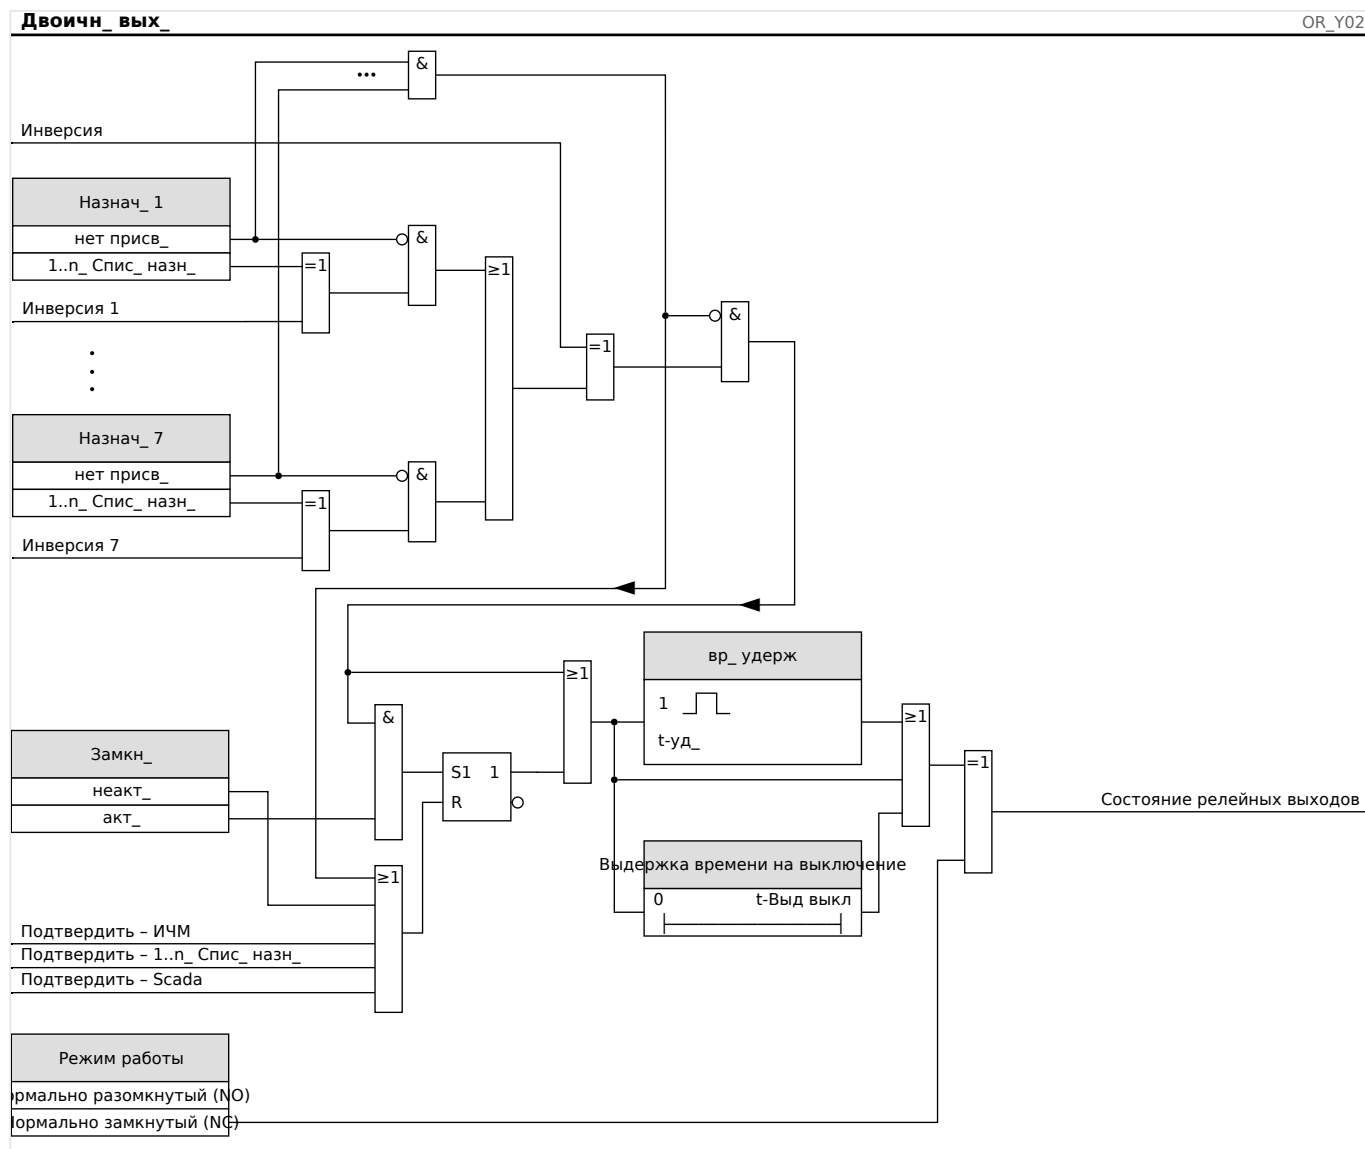 Двоичн_ вых_
OR_Y02
&
...
Инверсия
Назнач_ 1
нет присв_
&
1..n_ Спис_ назн_
=1
≥1
Инверсия 1
&
=1
Назнач_ 7
нет присв_
&
1..n_ Спис_ назн_
=1
Инверсия 7
вр_ удерж
≥1
1
t-уд_
&
≥1
Замкн_
S1 1
=1
неакт_
R
акт_
Состояние релейных выходов
Выдержка времени на выключение
≥1
0 t-Выд выкл
Подтвердить – ИЧМ
Подтвердить – 1..n_ Спис_ назн_
Подтвердить – Scada
Режим работы
ормально разомкнутый (NO)
ормально замкнутый (NC)